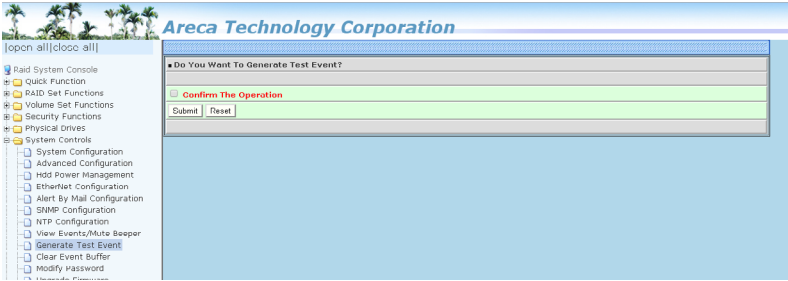 Areca Technology Corporation
|open all|close all|
Raid System Console
Quick Function
RAID Set Functions
Volume Set Functions
Security Functions
Physical Drives
System Controls
System Configuration
Advanced Configuration
Hdd Power Management
EtherNet Configuration
Alert By Mail Configuration
SNMP Configuration
NTP Configuration
View Events/Mute Beeper
Generate Test Event
Clear Event Buffer
Modify Password
Upgrade Firmware
Do You Want To Generate Test Event?
Confirm The Operation
Submit Reset